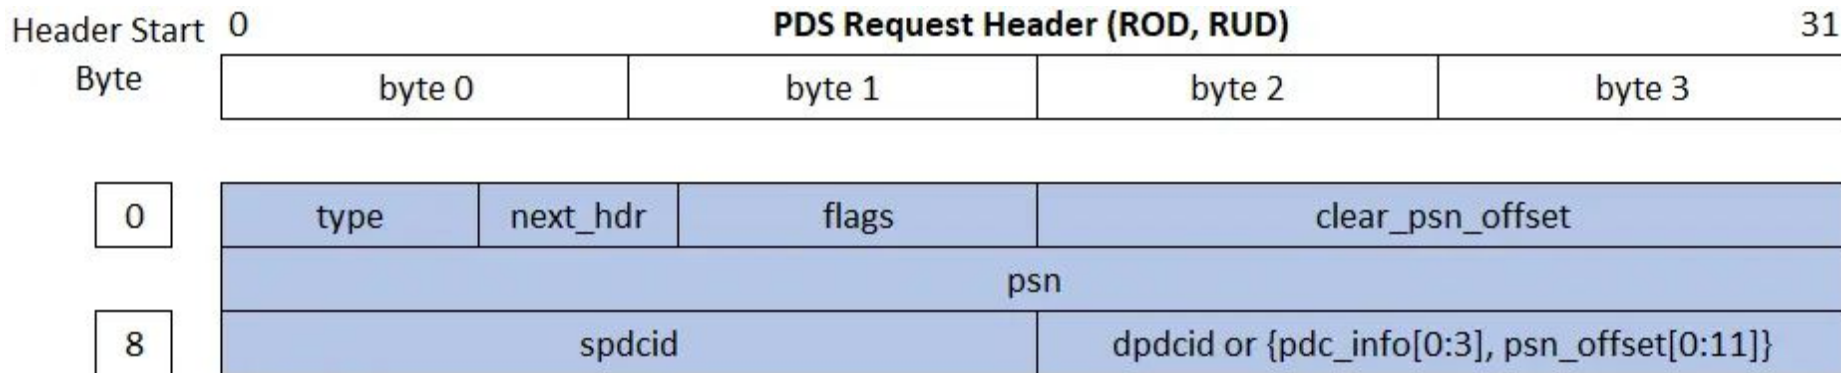 Header Start 0 PDS Request Header (ROD, RUD) 31
Byte byte 0 byte 1 byte 2 byte 3
0 type next_hdr flags clear_psn_offset
psn
8 spdcid dpdcid or {pdc_info[0:3], psn_offset[0:11]}